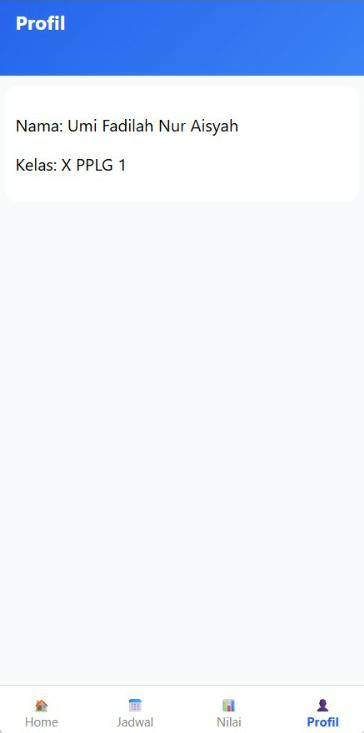 Profil
Nama: Umi Fadilah Nur Aisyah
Kelas: X PPLG 1
Home
Jadwal
Nilai
Profil